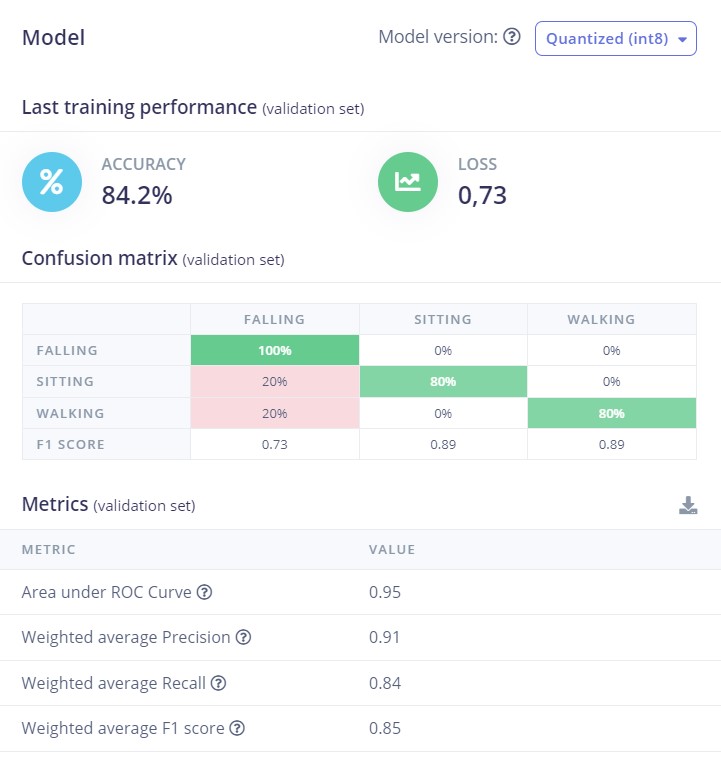 Model
Model version: Quantized (int8)
Last training performance (validation set)
%
ACCURACY
84.2%
LOSS
0,73
Confusion matrix (validation set)
FALLING SITTING WALKING
FALLING 100% 0% 0%
SITTING 20% 80% 0%
WALKING 20% 0% 80%
F1 SCORE 0.73 0.89 0.89
Metrics (validation set)
METRIC VALUE
Area under ROC Curve ? 0.95
Weighted average Precision ? 0.91
Weighted average Recall ? 0.84
Weighted average F1 score ? 0.85